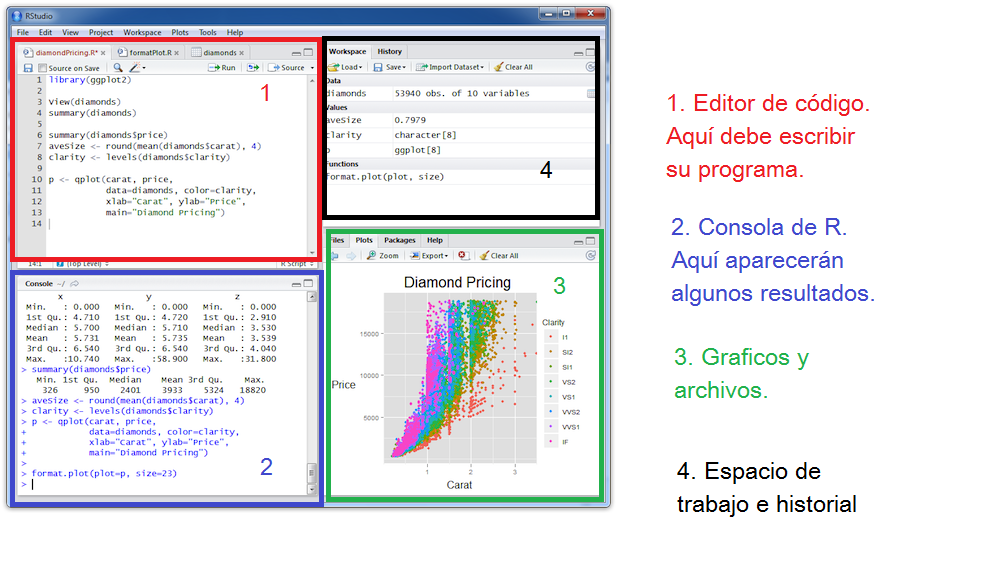 RStudio
File Edit View Project Workspace Plots Tools Help
diamondPricing.R* formatPlot.R diamonds
Source on Save Run Source
1 library(ggplot2)
2
3 View(diamonds)
4 summary(diamonds)
5
6 summary(diamonds$price)
7 aveSize <- round(mean(diamonds$carat), 4)
8 clarity <- levels(diamonds$clarity)
9
10 p <- qplot(carat, price,
11 data=diamonds, color=clarity,
12 xlab="Carat", ylab="Price",
13 main="Diamond Pricing")
14
1
14:1 (Top Level) R Script
Console ~/
x y z
Min. : 0.000 Min. : 0.000 Min. : 0.000
1st Qu.: 4.710 1st Qu.: 4.720 1st Qu.: 2.910
Median : 5.700 Median : 5.710 Median : 3.530
Mean : 5.731 Mean : 5.735 Mean : 3.539
3rd Qu.: 6.540 3rd Qu.: 6.540 3rd Qu.: 4.040
Max. :10.740 Max. :58.900 Max. :31.800
> summary(diamonds$price)
Min. 1st Qu. Median Mean 3rd Qu. Max.
326 950 2401 3933 5324 18820
> aveSize <- round(mean(diamonds$carat), 4)
> clarity <- levels(diamonds$clarity)
> p <- qplot(carat, price,
+ data=diamonds, color=clarity,
+ xlab="Carat", ylab="Price",
+ main="Diamond Pricing")
>
> format.plot(plot=p, size=23)
>
2
Workspace History
Load Save Import Dataset Clear All
Data
diamonds 53940 obs. of 10 variables
Values
aveSize 0.7979
clarity character[8]
p ggplot[8]
Functions
format.plot(plot, size)
4
Files Plots Packages Help
Zoom Export Clear All
Diamond Pricing
3
Price
15000
10000
5000
1 2 3
Carat
Clarity
I1
SI2
SI1
VS2
VS1
VVS2
VVS1
IF
1. Editor de código.
Aquí debe escribir
su programa.
2. Consola de R.
Aquí aparecerán
algunos resultados.
3. Graficos y
archivos.
4. Espacio de
trabajo e historial